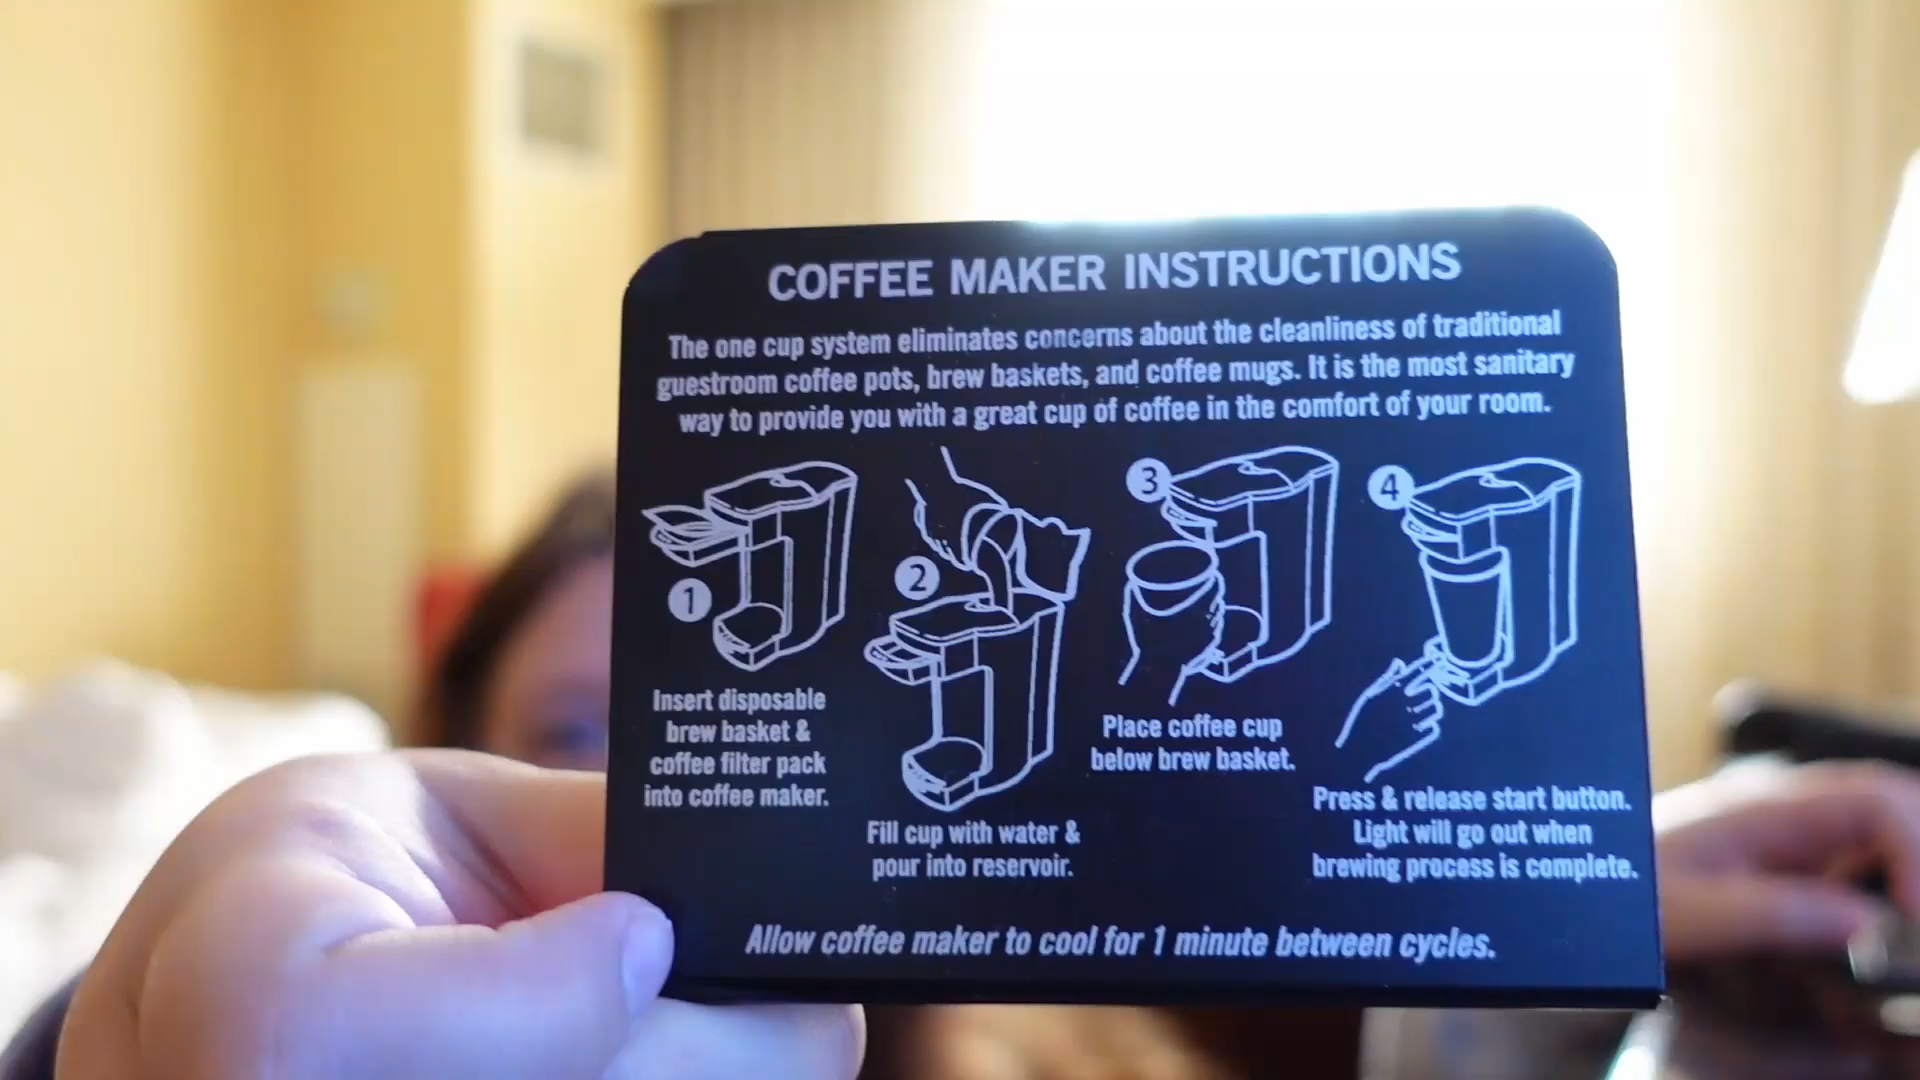 COFFEE MAKER INSTRUCTIONS
The one cup system eliminates concerns about the cleanliness of traditional
guestroom coffee pots, brew baskets, and coffee mugs. It is the most sanitary
way to provide you with a great cup of coffee in the comfort of your room.
1
Insert disposable
brew basket &
coffee filter pack
into coffee maker.
2
Fill cup with water &
pour into reservoir.
3
Place coffee cup
below brew basket.
4
Press & release start button.
Light will go out when
brewing process is complete.
Allow coffee maker to cool for 1 minute between cycles.